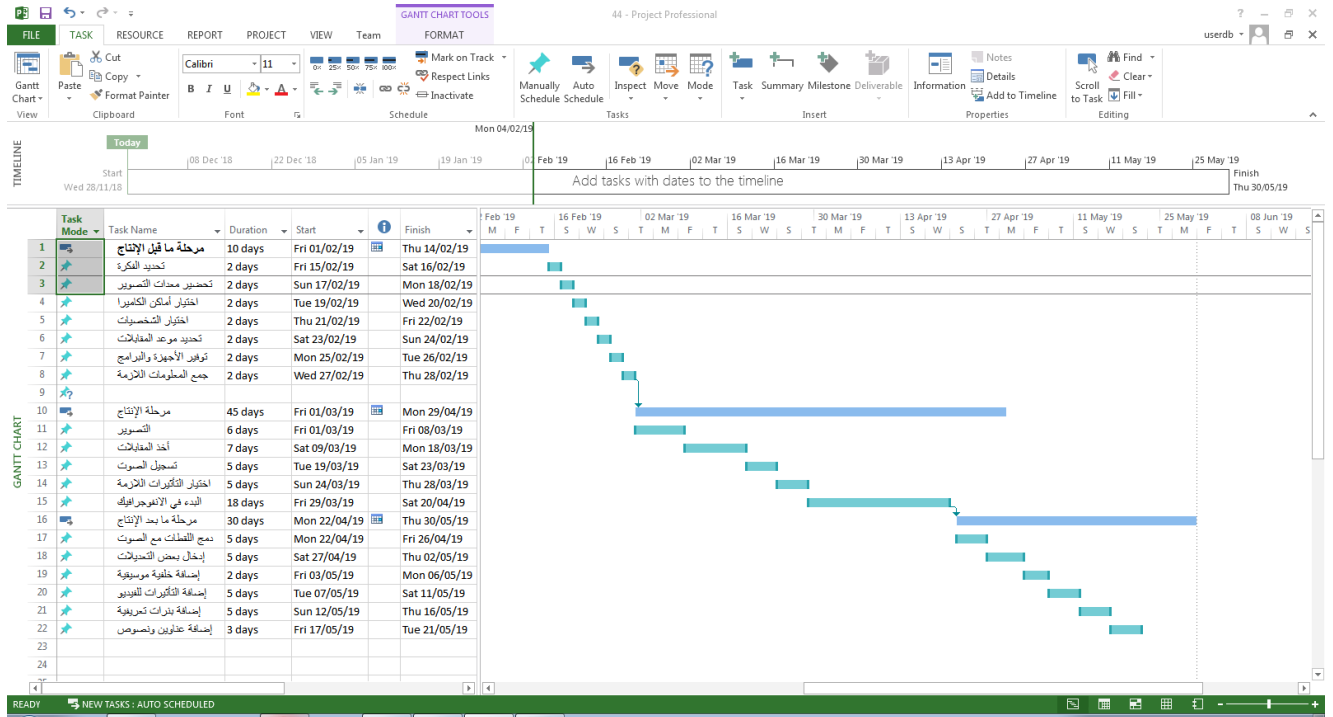 GANTT CHART TOOLS
44 - Project Professional
FILE TASK RESOURCE REPORT PROJECT VIEW Team FORMAT
userdb
Gantt Chart
View
Paste
Cut
Copy
Format Painter
Clipboard
Calibri 11
B I U A
Font
0% 25% 50% 75% 100%
Mark on Track
Respect Links
Inactivate
Schedule
Manually Schedule
Auto Schedule
Inspect
Move
Mode
Tasks
Task
Summary
Milestone
Deliverable
Insert
Information
Notes
Details
Add to Timeline
Properties
Scroll to Task
Find
Clear
Fill
Editing
TIMELINE
Mon 04/02/19
Today
08 Dec '18 22 Dec '18 05 Jan '19 19 Jan '19 02 Feb '19 16 Feb '19 02 Mar '19 16 Mar '19 30 Mar '19 13 Apr '19 27 Apr '19 11 May '19 25 May '19
Start
Wed 28/11/18
Add tasks with dates to the timeline
Finish
Thu 30/05/19
GANTT CHART
Task Mode Task Name Duration Start Finish
2 Feb '19 16 Feb '19 02 Mar '19 16 Mar '19 30 Mar '19 13 Apr '19 27 Apr '19 11 May '19 25 May '19 08 Jun '19
M F T S W S T M F T S W S T M F T S W S T M F T S W S T M F T S W S
1 مرحلة ما قبل الإنتاج 10 days Fri 01/02/19 Thu 14/02/19
2 تحديد الفكرة 2 days Fri 15/02/19 Sat 16/02/19
3 تحضير معدات التصوير 2 days Sun 17/02/19 Mon 18/02/19
4 اختيار أماكن الكاميرا 2 days Tue 19/02/19 Wed 20/02/19
5 اختيار الشخصيات 2 days Thu 21/02/19 Fri 22/02/19
6 تحديد موعد المقابلات 2 days Sat 23/02/19 Sun 24/02/19
7 توفير الأجهزة والبرامج 2 days Mon 25/02/19 Tue 26/02/19
8 جمع المعلومات اللازمة 2 days Wed 27/02/19 Thu 28/02/19
9
10 مرحلة الإنتاج 45 days Fri 01/03/19 Mon 29/04/19
11 التصوير 6 days Fri 01/03/19 Fri 08/03/19
12 أخذ المقابلات 7 days Sat 09/03/19 Mon 18/03/19
13 تسجيل الصوت 5 days Tue 19/03/19 Sat 23/03/19
14 اختيار التأثيرات اللازمة 5 days Sun 24/03/19 Thu 28/03/19
15 البدء في الانفوجرافيك 18 days Fri 29/03/19 Sat 20/04/19
16 مرحلة ما بعد الإنتاج 30 days Mon 22/04/19 Thu 30/05/19
17 دمج اللقطات مع الصوت 5 days Mon 22/04/19 Fri 26/04/19
18 إدخال بعض التعديلات 5 days Sat 27/04/19 Thu 02/05/19
19 إضافة خلفية موسيقية 2 days Fri 03/05/19 Mon 06/05/19
20 إضافة التأثيرات للفيديو 5 days Tue 07/05/19 Sat 11/05/19
21 إضافة بنرات تعريفية 5 days Sun 12/05/19 Thu 16/05/19
22 إضافة عناوين ونصوص 3 days Fri 17/05/19 Tue 21/05/19
23
24
READY NEW TASKS : AUTO SCHEDULED